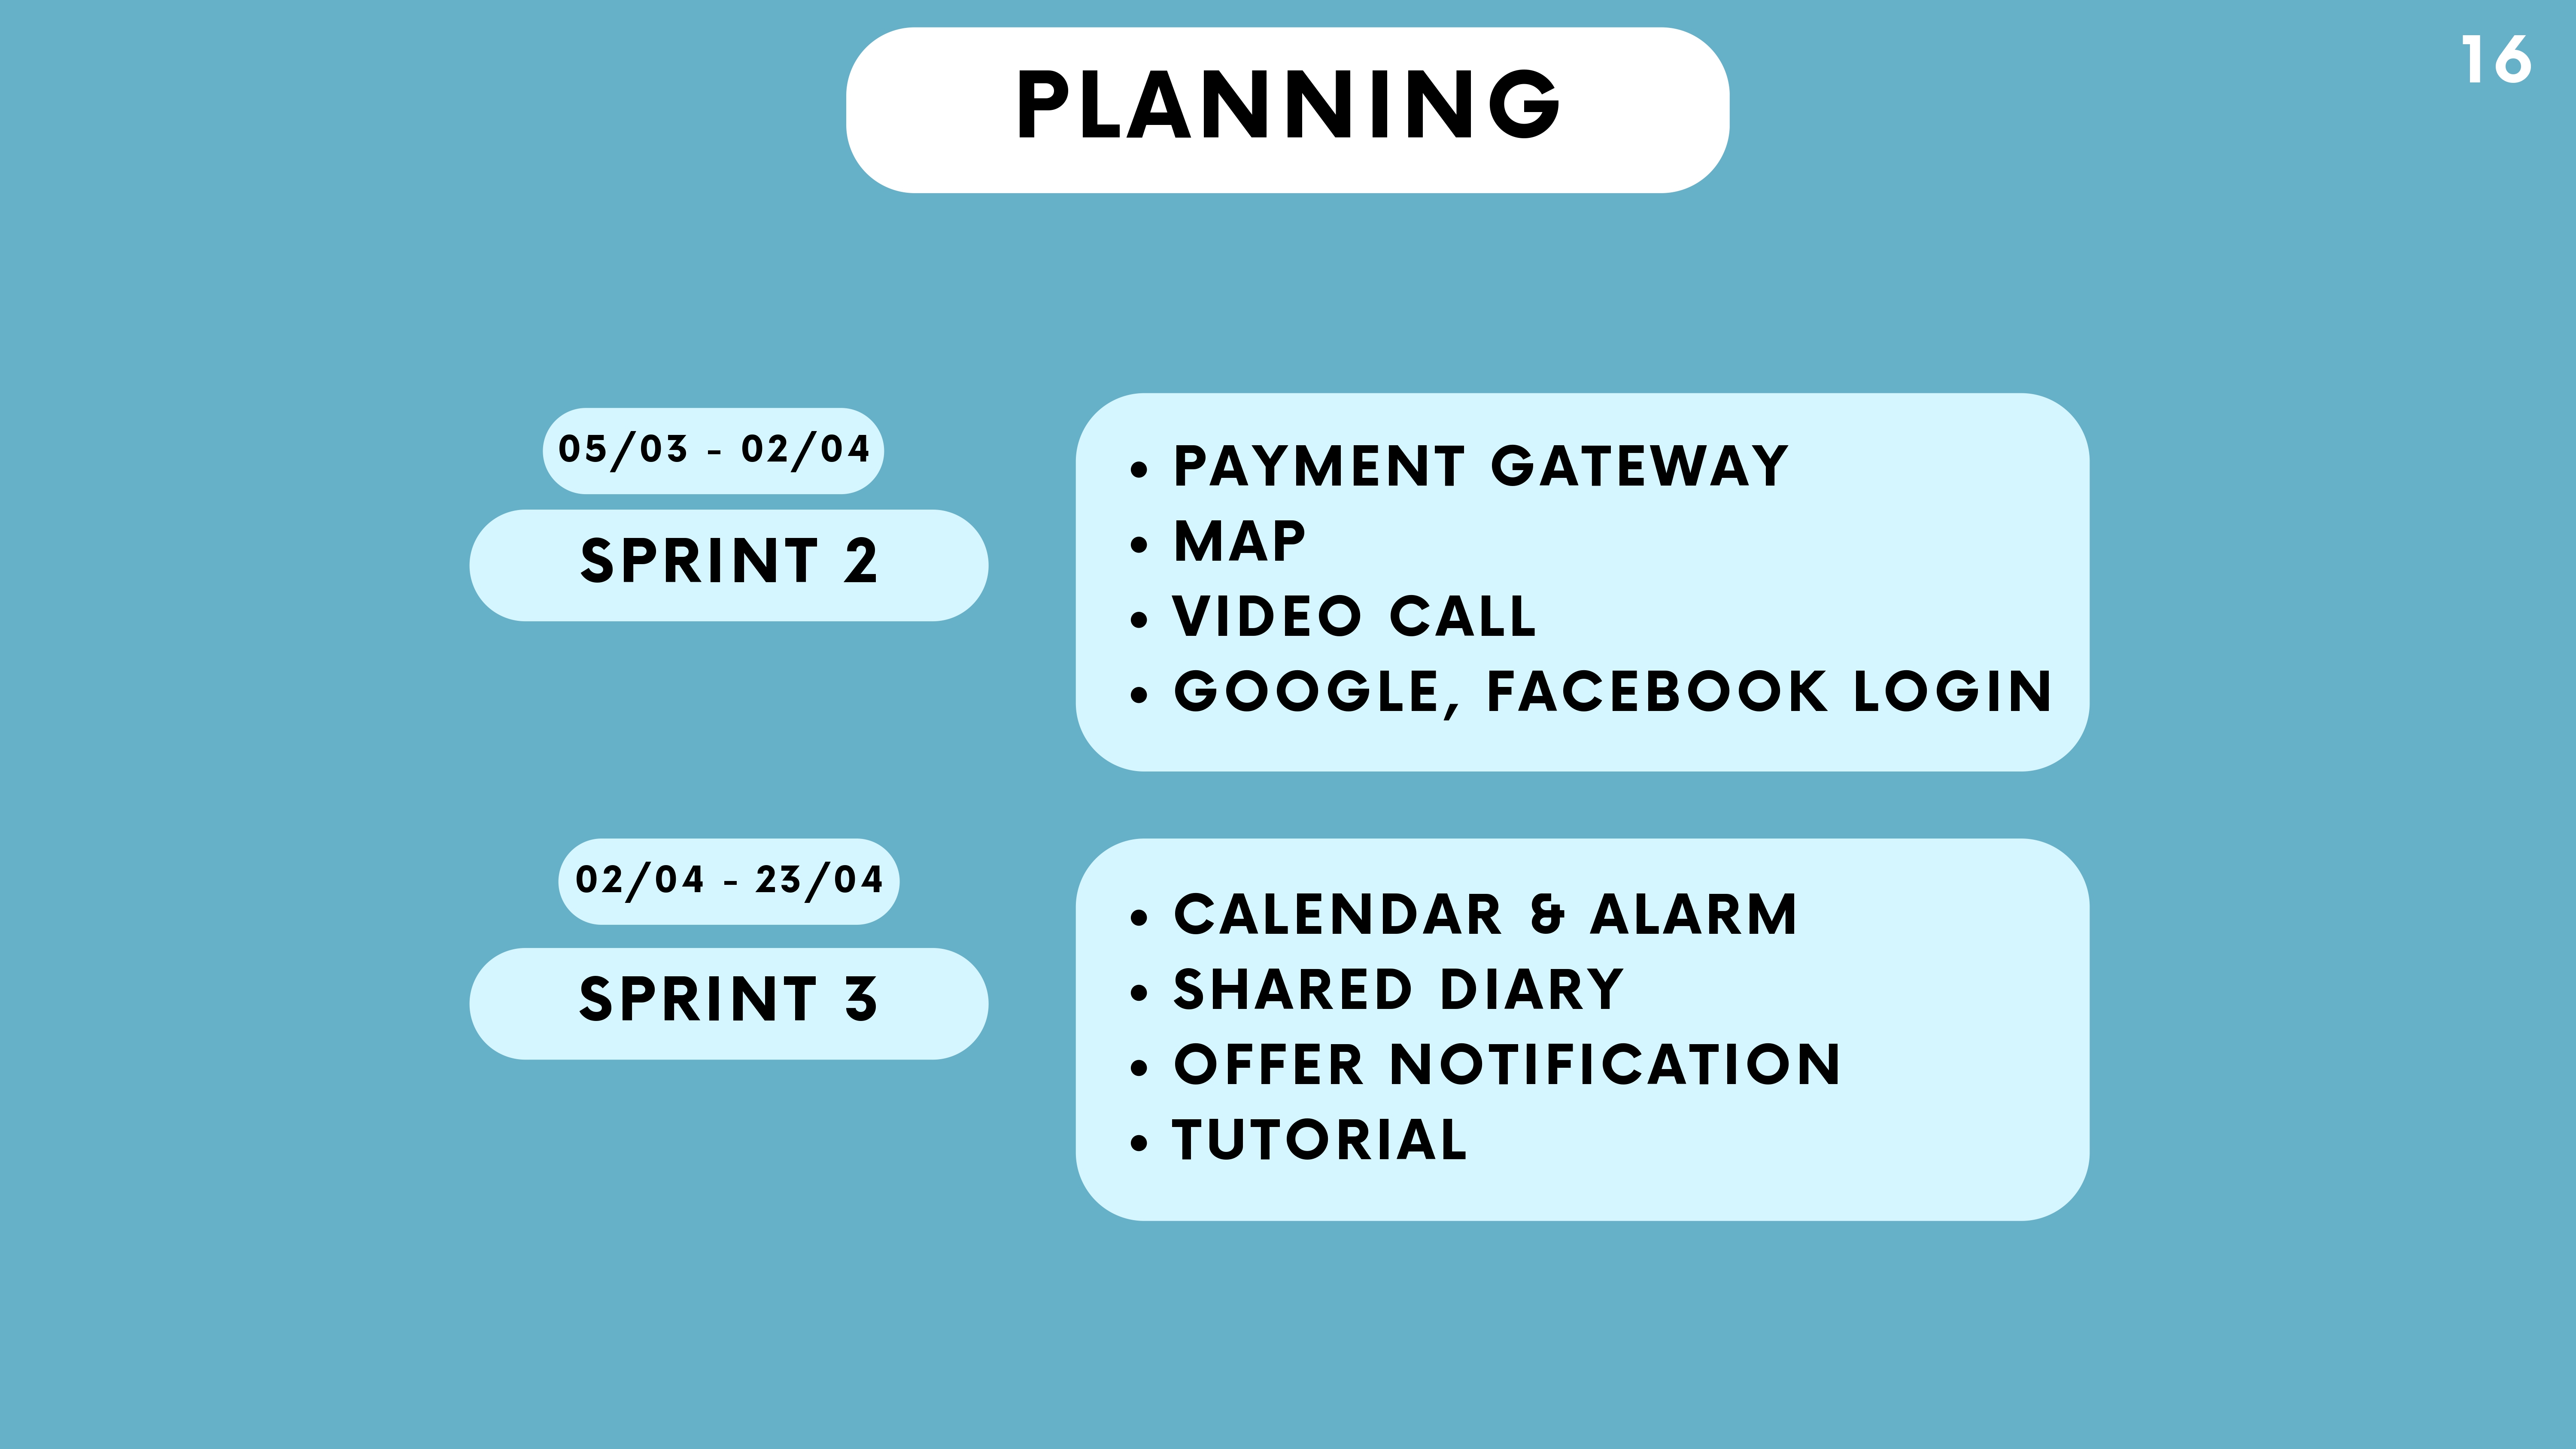 PLANNING
16
05/03 - 02/04
SPRINT 2
• PAYMENT GATEWAY
• MAP
• VIDEO CALL
• GOOGLE, FACEBOOK LOGIN
02/04 - 23/04
SPRINT 3
• CALENDAR & ALARM
• SHARED DIARY
• OFFER NOTIFICATION
• TUTORIAL